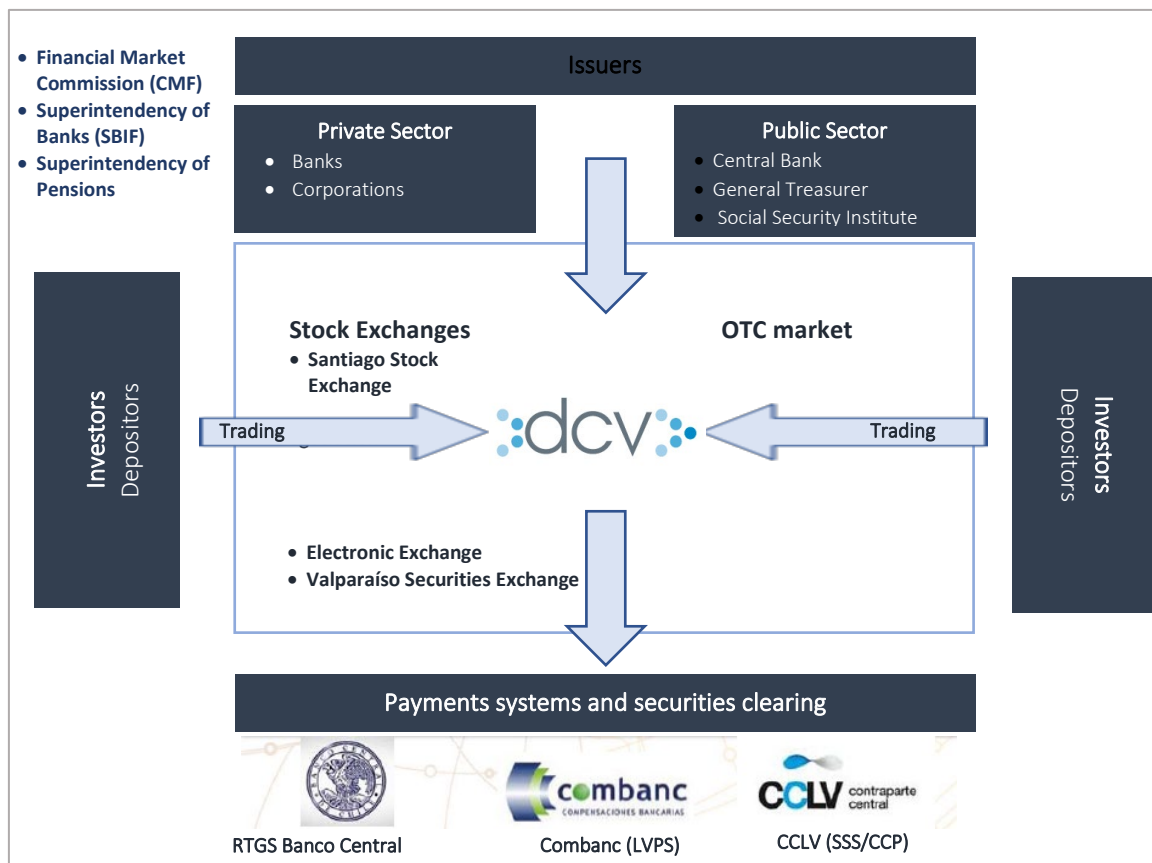 • Financial Market
Commission (CMF)
• Superintendency of
Banks (SBIF)
• Superintendency of
Pensions
Issuers
Private Sector
• Banks
• Corporations
Public Sector
• Central Bank
• General Treasurer
• Social Security Institute
Investors
Depositors
Stock Exchanges
• Santiago Stock
Exchange
OTC market
Trading
dcv
Trading
Investors
Depositors
• Electronic Exchange
• Valparaíso Securities Exchange
Payments systems and securities clearing
combanc
COMPENSACIONES BANCARIAS
CCLV contraparte
central
RTGS Banco Central
Combanc (LVPS)
CCLV (SSS/CCP)